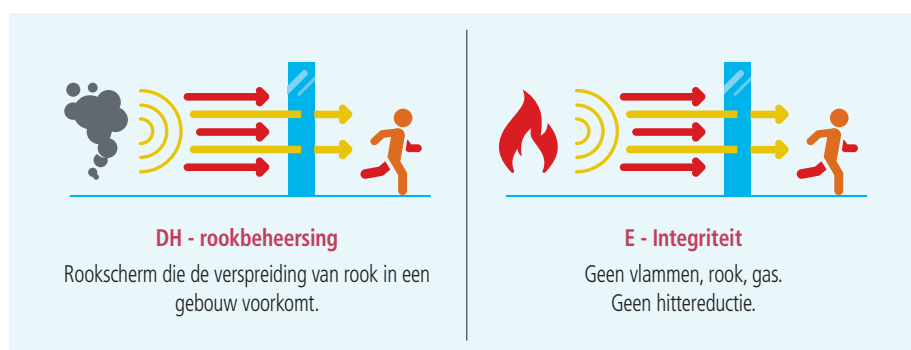 DH - rookbeheersing
Rookscherm die de verspreiding van rook in een
gebouw voorkomt.
E - Integriteit
Geen vlammen, rook, gas.
Geen hittereductie.